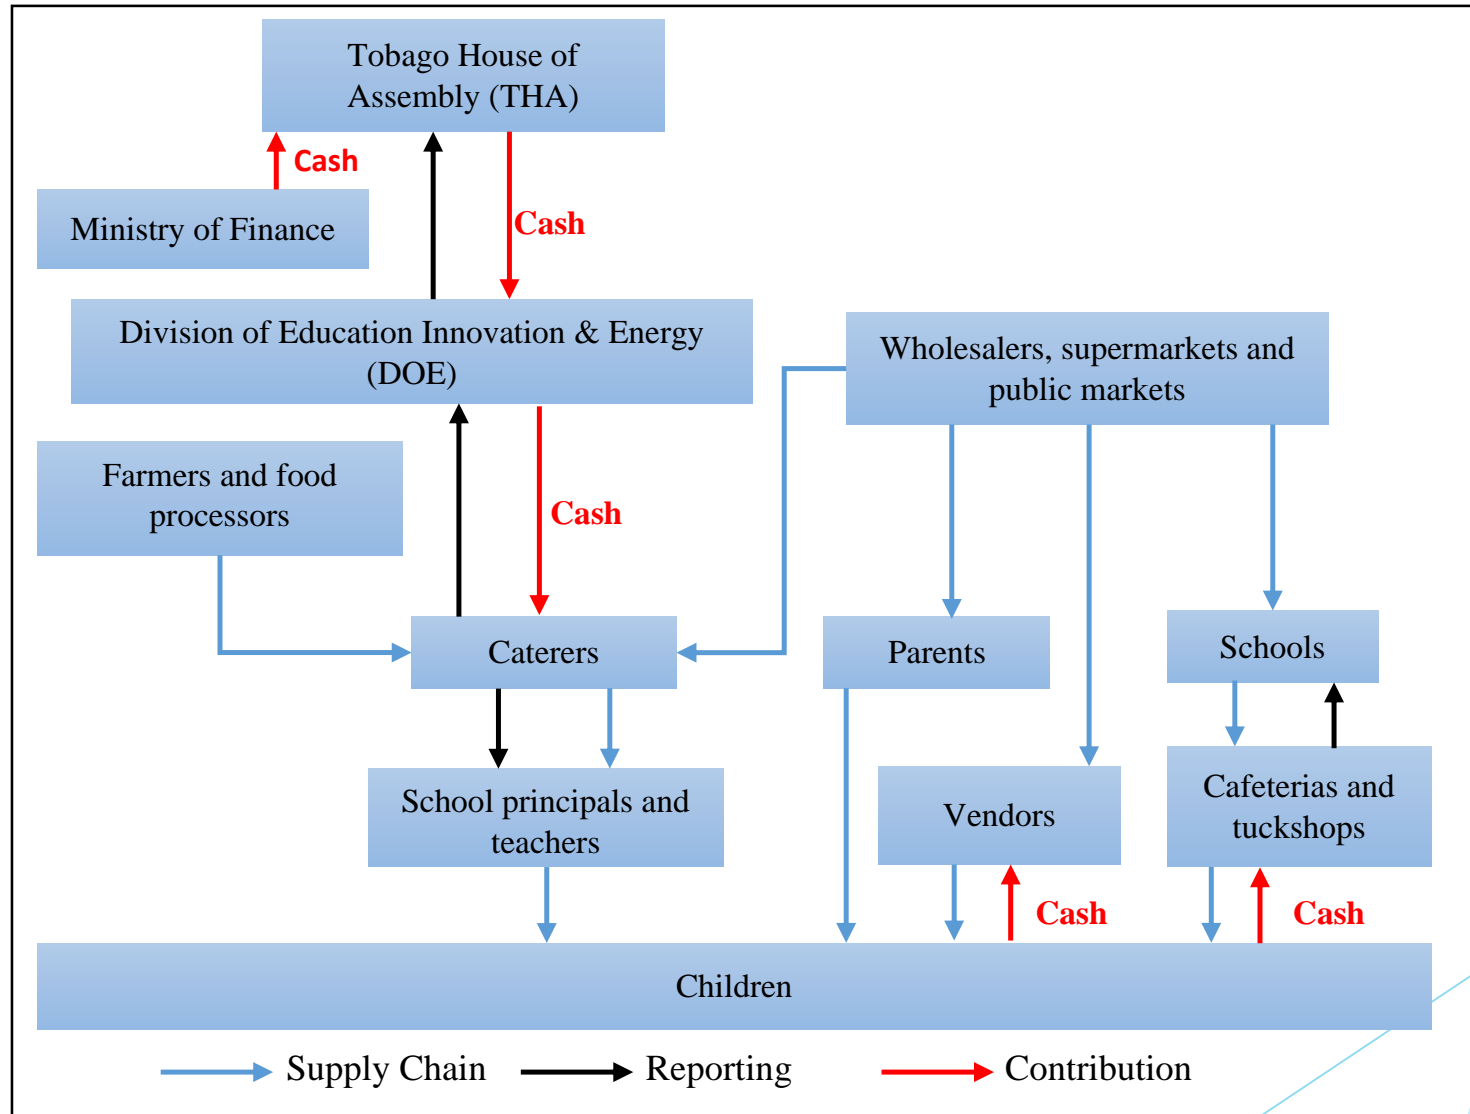 Tobago House of
Assembly (THA)
Cash
Ministry of Finance
Cash
Division of Education Innovation & Energy
(DOE)
Wholesalers, supermarkets and
public markets
Farmers and food
processors
Cash
Caterers
Parents
Schools
School principals and
teachers
Vendors
Cafeterias and
tuckshops
Cash
Cash
Children
Supply Chain
Reporting
Contribution